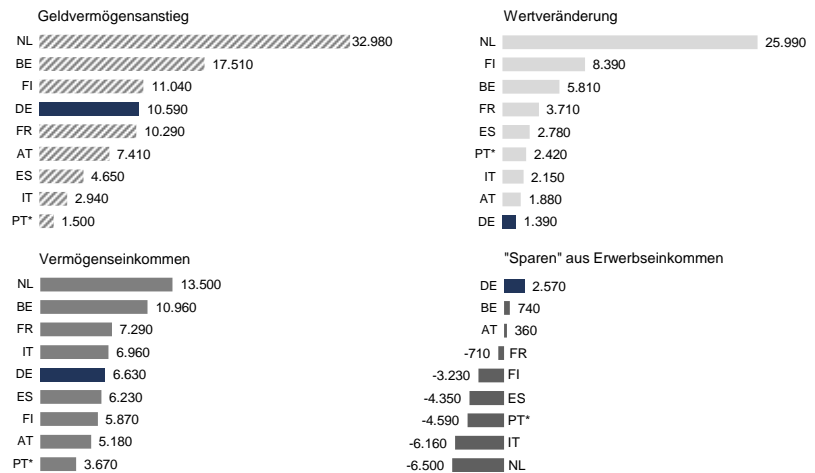 Geldvermögensanstieg
NL 32.980
BE 17.510
FI 11.040
DE 10.590
FR 10.290
AT 7.410
ES 4.650
IT 2.940
PT* 1.500
Wertveränderung
NL 25.990
FI 8.390
BE 5.810
FR 3.710
ES 2.780
PT* 2.420
IT 2.150
AT 1.880
DE 1.390
Vermögenseinkommen
NL 13.500
BE 10.960
FR 7.290
IT 6.960
DE 6.630
ES 6.230
FI 5.870
AT 5.180
PT* 3.670
"Sparen" aus Erwerbseinkommen
DE 2.570
BE 740
AT 360
-710 FR
-3.230 FI
-4.350 ES
-4.590 PT*
-6.160 IT
-6.500 NL